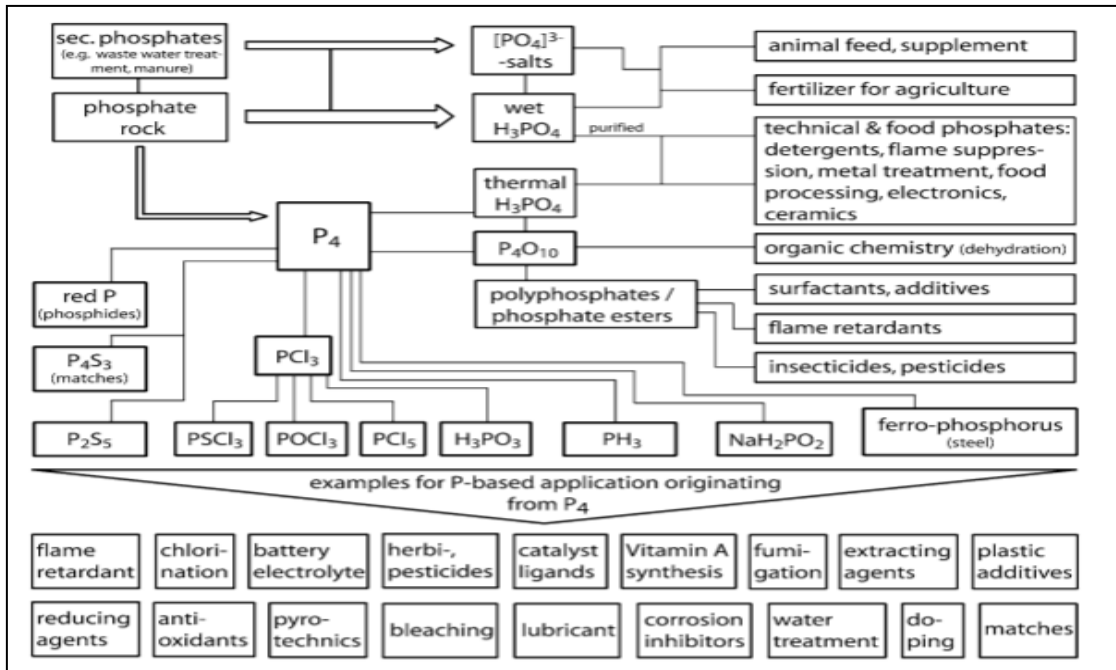 sec. phosphates
(e.g. waste water treat-
ment, manure)
phosphate
rock
[PO₄]³⁻
-salts
wet
H₃PO₄
purified
animal feed, supplement
fertilizer for agriculture
technical & food phosphates:
detergents, flame suppres-
sion, metal treatment, food
processing, electronics,
ceramics
thermal
H₃PO₄
P₄
P₄O₁₀
organic chemistry (dehydration)
red P
(phosphides)
polyphosphates /
phosphate esters
surfactants, additives
flame retardants
insecticides, pesticides
P₄S₃
(matches)
PCl₃
P₂S₅
PSCl₃
POCl₃
PCl₅
H₃PO₃
PH₃
NaH₂PO₂
ferro-phosphorus
(steel)
examples for P-based application originating
from P₄
flame
retardant
chlori-
nation
battery
electrolyte
herbi-,
pesticides
catalyst
ligands
Vitamin A
synthesis
fumi-
gation
extracting
agents
plastic
additives
reducing
agents
anti-
oxidants
pyro-
technics
bleaching
lubricant
corrosion
inhibitors
water
treatment
do-
ping
matches